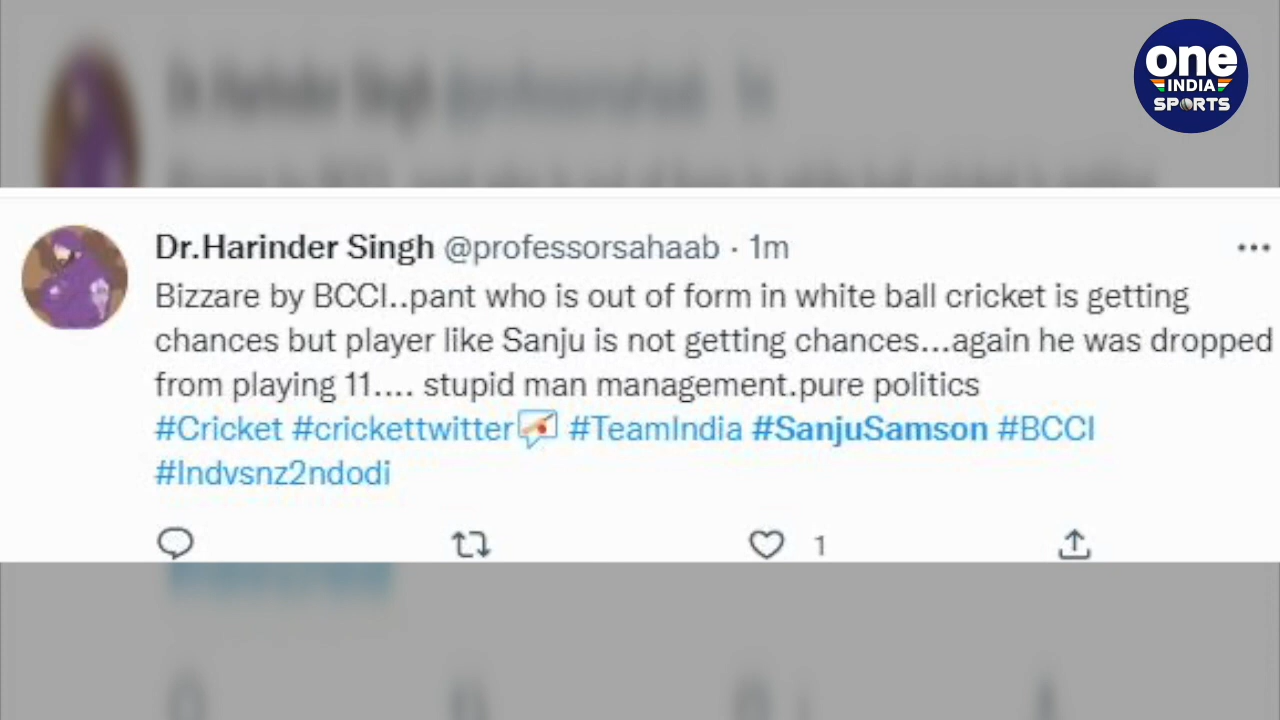 one
INDIA
SPORTS
Dr.Harinder Singh @professorsahaab · 1m
Bizzare by BCCI..pant who is out of form in white ball cricket is getting
chances but player like Sanju is not getting chances...again he was dropped
from playing 11.... stupid man management.pure politics
#Cricket #crickettwitter #TeamIndia #SanjuSamson #BCCI
#Indvsnz2ndodi
1